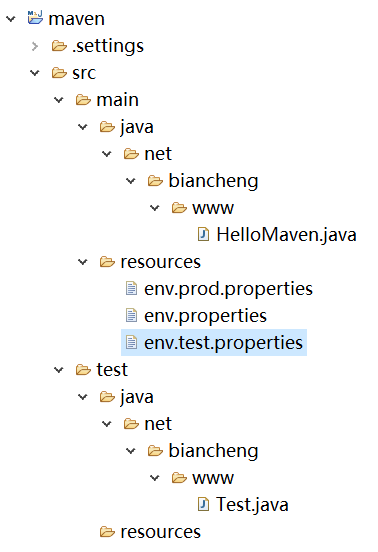 maven
.settings
src
main
java
net
biancheng
www
HelloMaven.java
resources
env.prod.properties
env.properties
env.test.properties
test
java
net
biancheng
www
Test.java
resources